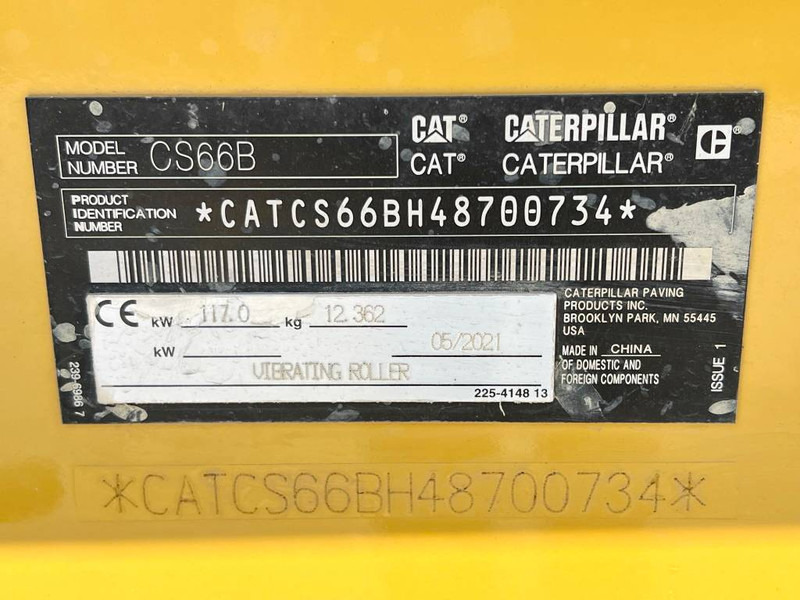 CAT® CATERPILLAR®
CAT® CATERPILLAR®
MODEL NUMBER CS66B
PRODUCT IDENTIFICATION NUMBER *CATCS66BH48700734*
CE kW 117.0 kg 12.362
kW 05/2021
VIBRATING ROLLER
225-4148 13
CATERPILLAR PAVING
PRODUCTS INC.
BROOKLYN PARK, MN 55445
USA
MADE IN CHINA
OF DOMESTIC AND
FOREIGN COMPONENTS
ISSUE 1
239-6986 7
*CATCS66BH48700734*